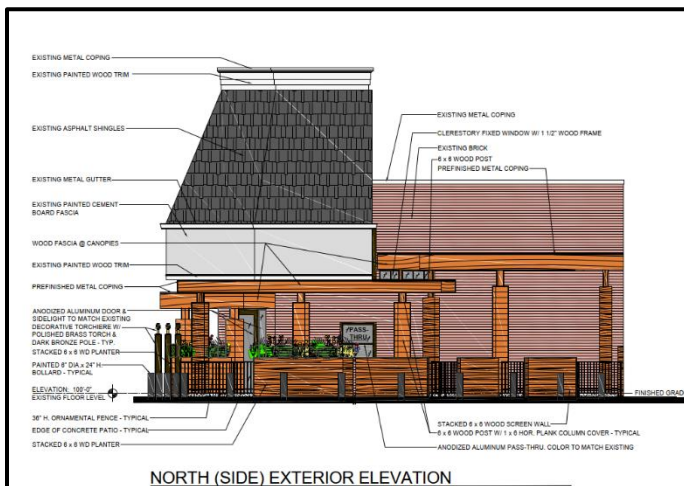 EXISTING METAL COPING
EXISTING PAINTED WOOD TRIM
EXISTING ASPHALT SHINGLES
EXISTING METAL GUTTER
EXISTING PAINTED CEMENT
BOARD FASCIA
WOOD FASCIA @ CANOPIES
EXISTING PAINTED WOOD TRIM
PREFINISHED METAL COPING
ANODIZED ALUMINUM DOOR &
SIDELIGHT TO MATCH EXISTING
DECORATIVE TORCHIERE W/
POLISHED BRASS TORCH &
DARK BRONZE POLE - TYP.
STACKED 6 x 6 WD PLANTER
PAINTED 6" DIA x 24" H.
BOLLARD - TYPICAL
ELEVATION: 100'-0"
EXISTING FLOOR LEVEL
36" H. ORNAMENTAL FENCE - TYPICAL
EDGE OF CONCRETE PATIO - TYPICAL
STACKED 6 x 6 WD PLANTER
EXISTING METAL COPING
CLERESTORY FIXED WINDOW W/ 1 1/2" WOOD FRAME
EXISTING BRICK
6 x 6 WOOD POST
PREFINISHED METAL COPING
PASS-
THRU
FINISHED GRAD
STACKED 6 x 6 WOOD SCREEN WALL
6 x 6 WOOD POST W/ 1 x 6 HOR. PLANK COLUMN COVER - TYPICAL
ANODIZED ALUMINUM PASS-THRU. COLOR TO MATCH EXISTING
NORTH (SIDE) EXTERIOR ELEVATION